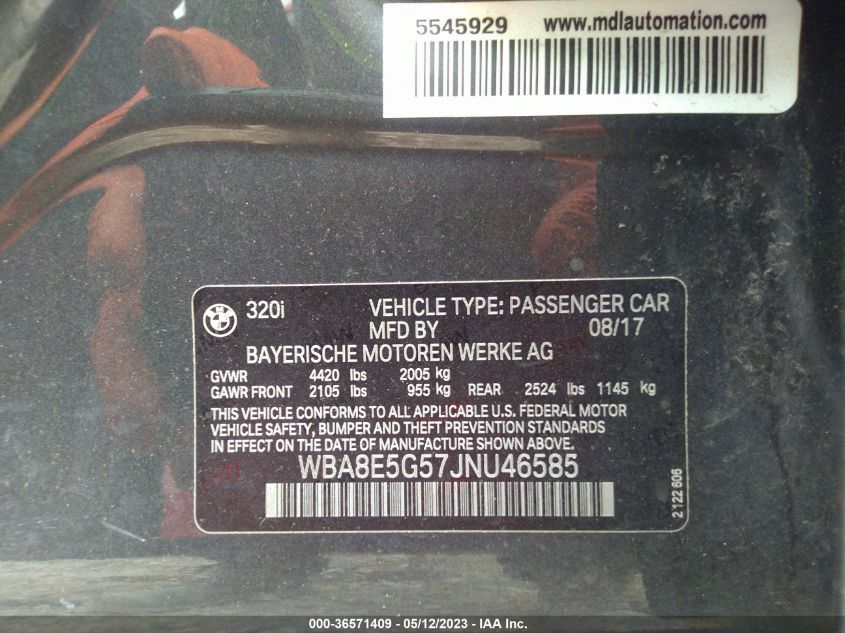 5545929 www.mdlautomation.com
BMW
320i VEHICLE TYPE: PASSENGER CAR
MFD BY 08/17
BAYERISCHE MOTOREN WERKE AG
GVWR 4420 lbs 2005 kg
GAWR FRONT 2105 lbs 955 kg REAR 2524 lbs 1145 kg
THIS VEHICLE CONFORMS TO ALL APPLICABLE U.S. FEDERAL MOTOR
VEHICLE SAFETY, BUMPER AND THEFT PREVENTION STANDARDS
IN EFFECT ON THE DATE OF MANUFACTURE SHOWN ABOVE.
WBA8E5G57JNU46585
2 122 606
000-36571409 - 05/12/2023 - IAA Inc.